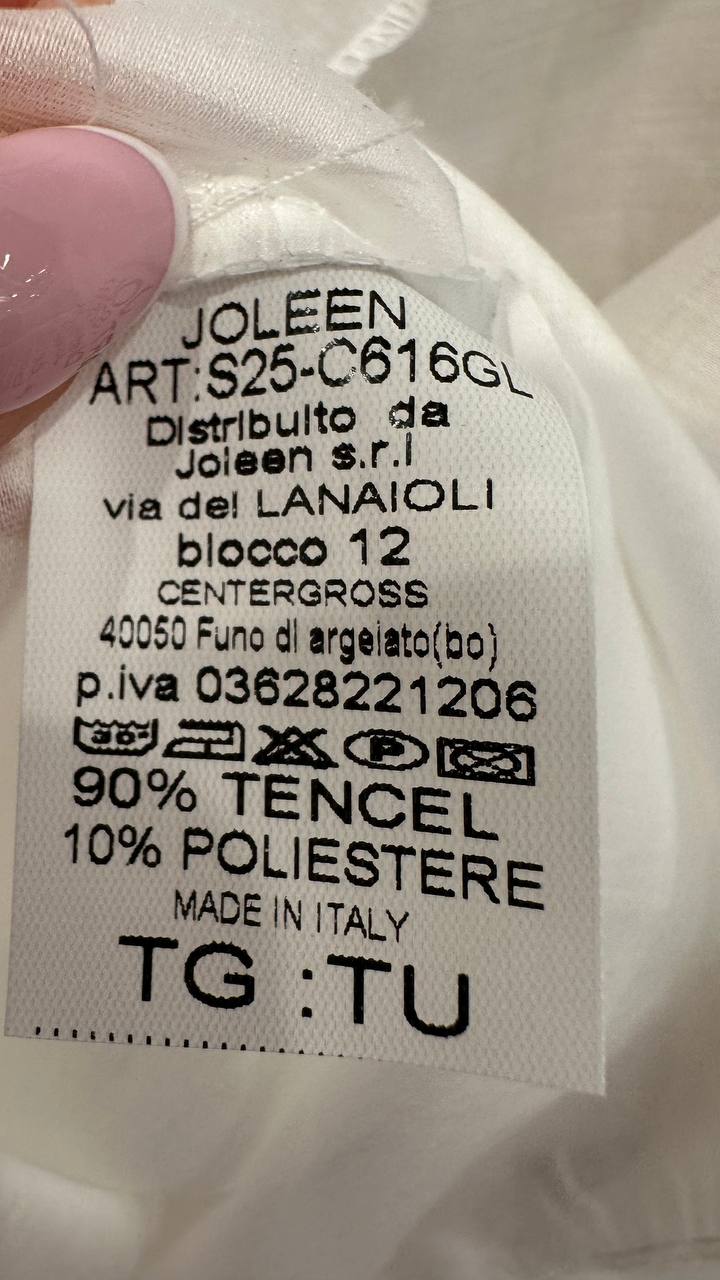 JOLEEN
ART:S25-C616GL
Distribuito da
Joleen s.r.l
via dei LANAIOLI
blocco 12
CENTERGROSS
40050 Funo di argelato(bo)
p.iva 03628221206
30° P
90% TENCEL
10% POLIESTERE
MADE IN ITALY
TG :TU